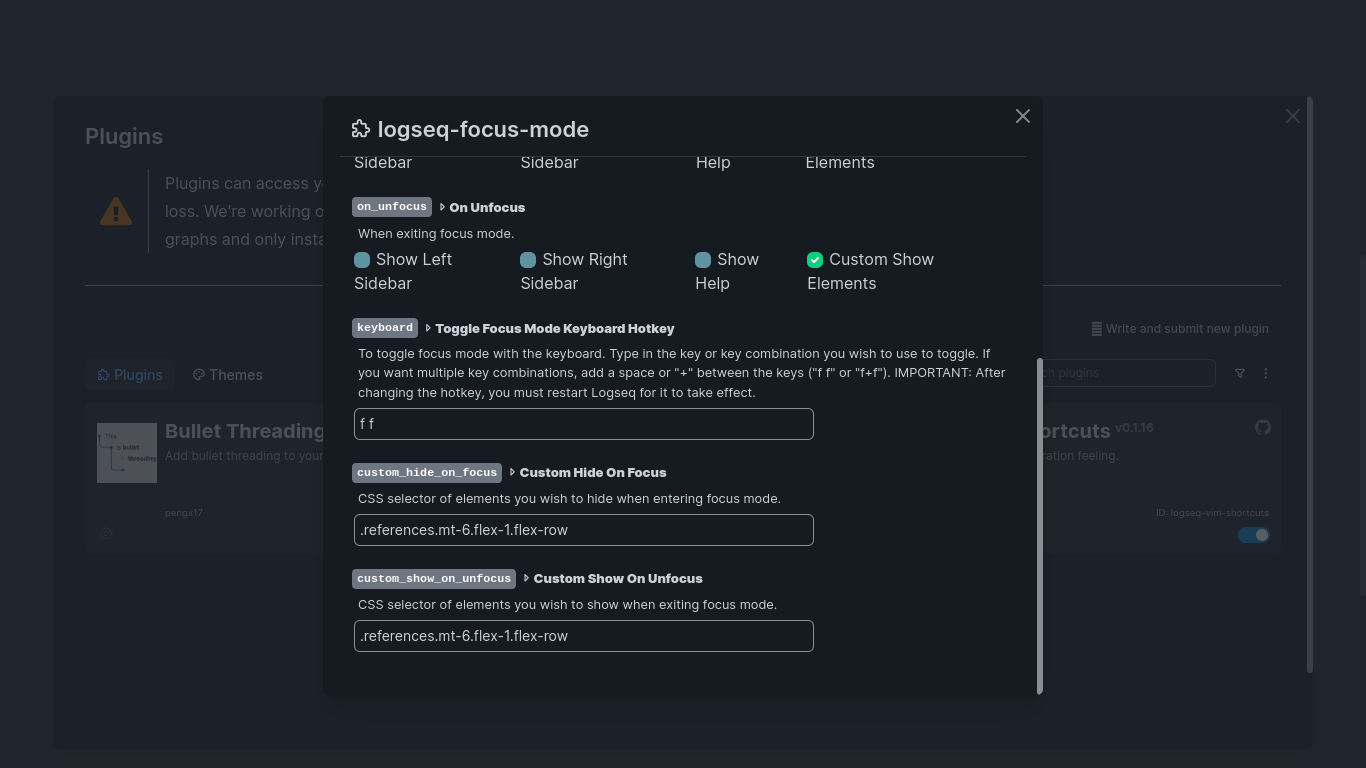 Plugins
Plugins can access y
loss. We're working o
graphs and only insta
Write and submit new plugin
Plugins
Themes
ch plugins
This
is bullet
threading
Bullet Threading
Add bullet threading to your
pengx17
ortcuts v0.1.16
ration feeling.
ID: logseq-vim-shortcuts
logseq-focus-mode
Sidebar Sidebar Help Elements
on_unfocus On Unfocus
When exiting focus mode.
Show Left Show Right Show Custom Show
Sidebar Sidebar Help Elements
keyboard Toggle Focus Mode Keyboard Hotkey
To toggle focus mode with the keyboard. Type in the key or key combination you wish to use to toggle. If
you want multiple key combinations, add a space or "+" between the keys ("f f" or "f+f"). IMPORTANT: After
changing the hotkey, you must restart Logseq for it to take effect.
f f
custom_hide_on_focus Custom Hide On Focus
CSS selector of elements you wish to hide when entering focus mode.
.references.mt-6.flex-1.flex-row
custom_show_on_unfocus Custom Show On Unfocus
CSS selector of elements you wish to show when exiting focus mode.
.references.mt-6.flex-1.flex-row